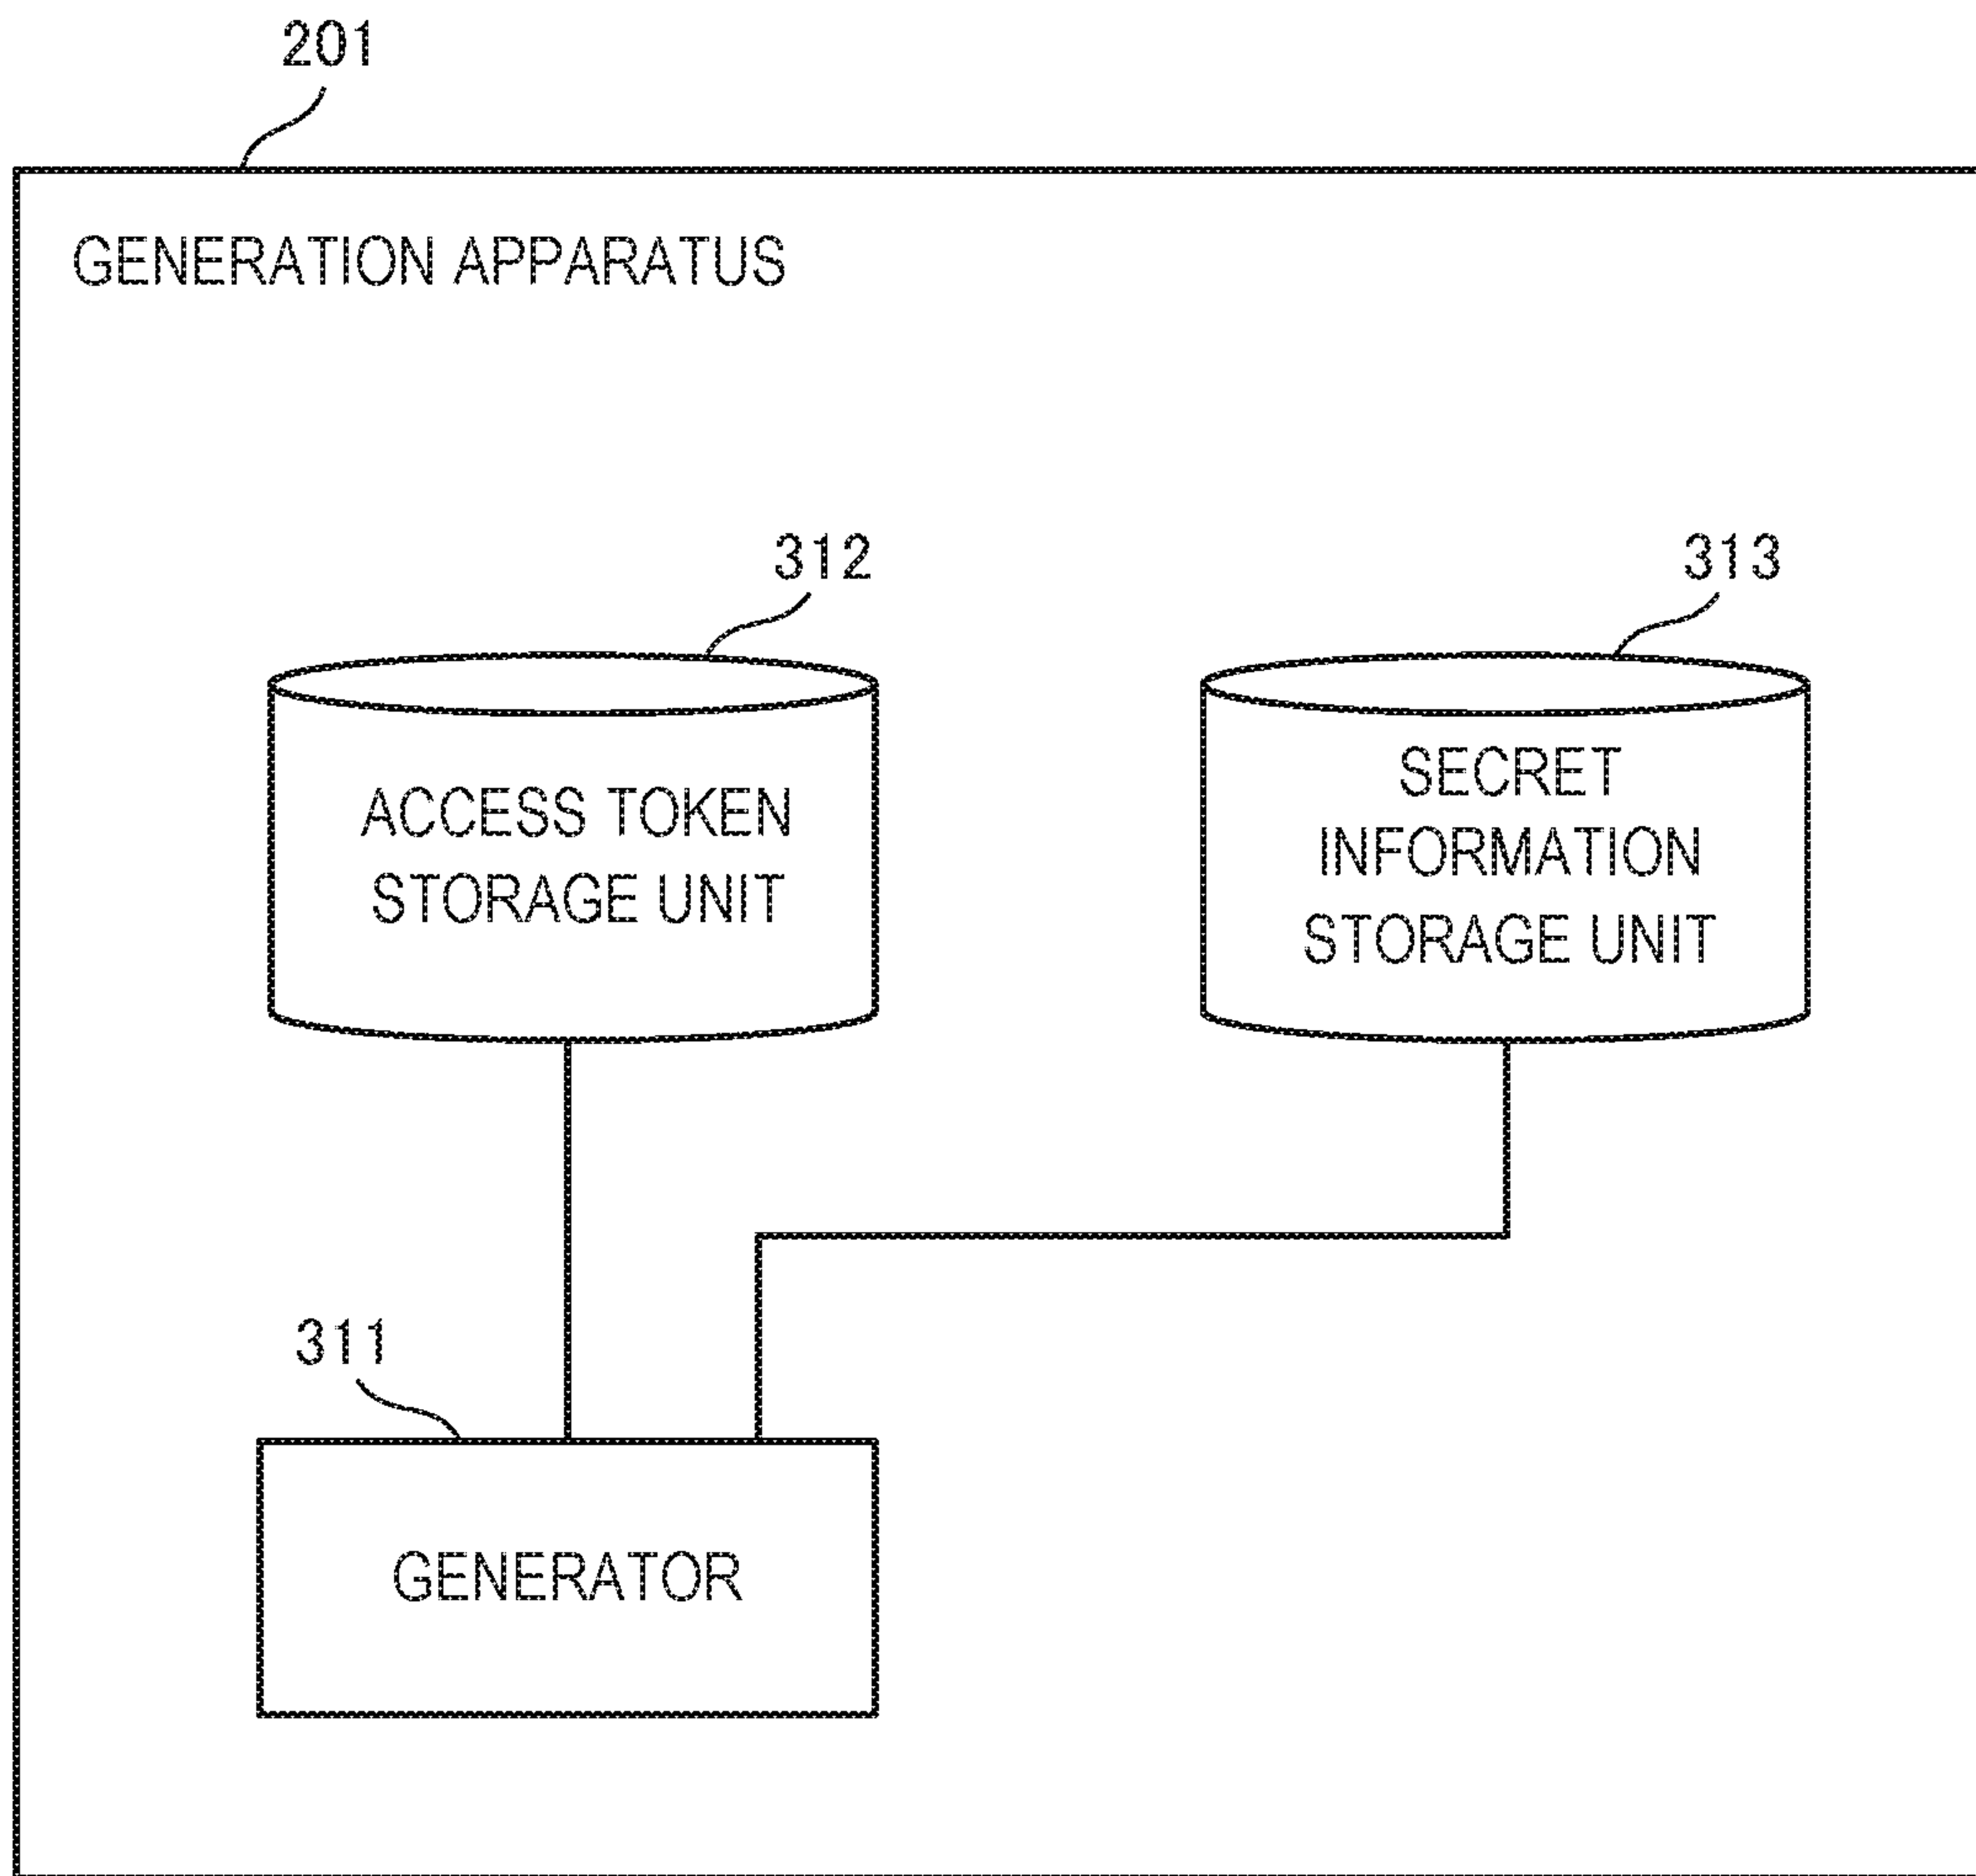 201
GENERATION APPARATUS
312
313
ACCESS TOKEN
STORAGE UNIT
SECRET
INFORMATION
STORAGE UNIT
311
GENERATOR